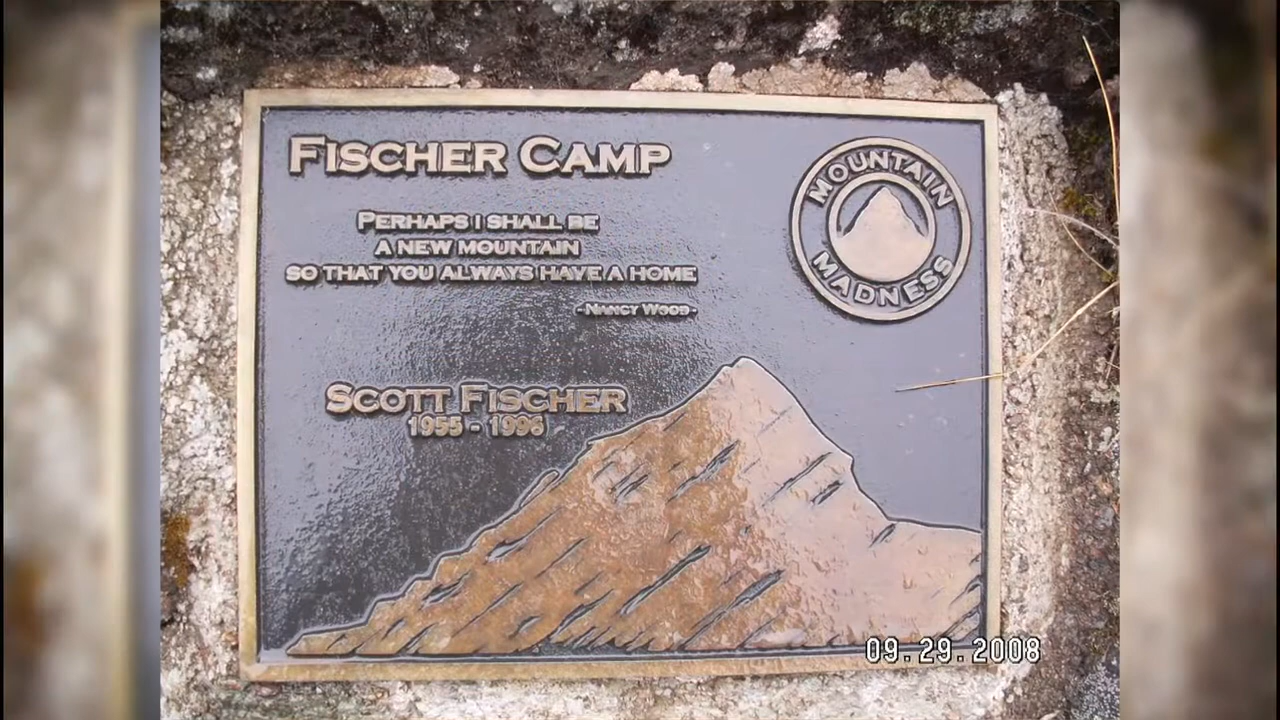 FISCHER CAMP
PERHAPS I SHALL BE
A NEW MOUNTAIN
SO THAT YOU ALWAYS HAVE A HOME
-NANCY WOOD-
MOUNTAIN
MADNESS
SCOTT FISCHER
1955 - 1996
09.29.2008